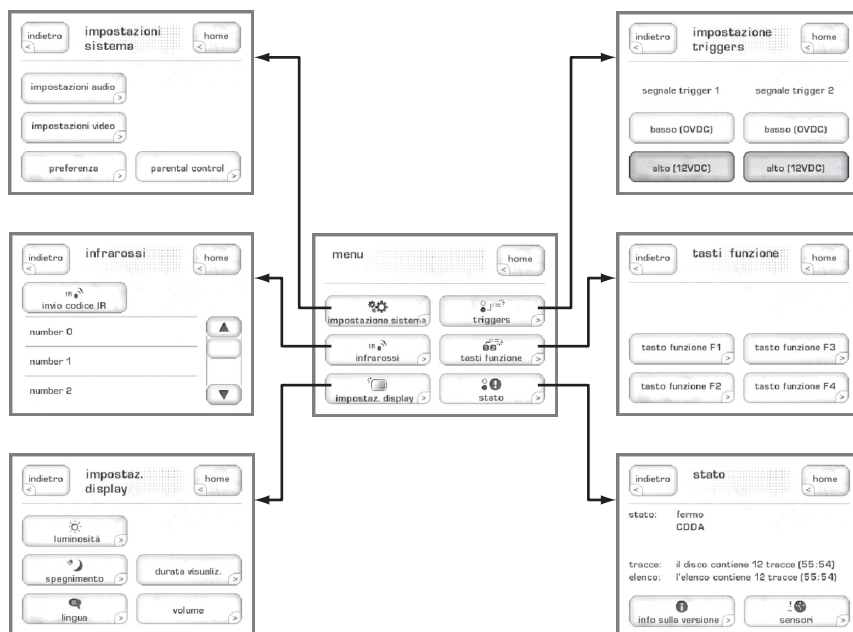 indietro
impostazioni
sistema
home
impostazioni audio
impostazioni video
preferenza
parental control
indietro
impostazione
triggers
home
segnale trigger 1
segnale trigger 2
basso (0VDC)
basso (0VDC)
alto (12VDC)
alto (12VDC)
indietro
infrarossi
home
IR
invio codice IR
number 0
number 1
number 2
menu
home
impostazione sistema
triggers
IR
infrarossi
tasti funzione
impostaz. display
stato
indietro
tasti funzione
home
tasto funzione F1
tasto funzione F3
tasto funzione F2
tasto funzione F4
indietro
impostaz.
display
home
luminosità
spegnimento
durata visualiz.
lingua
volume
indietro
stato
home
stato: fermo
CDDA
tracce: il disco contiene 12 tracce (55:54)
elenco: l'elenco contiene 12 tracce (55:54)
info sulla versione
sensori